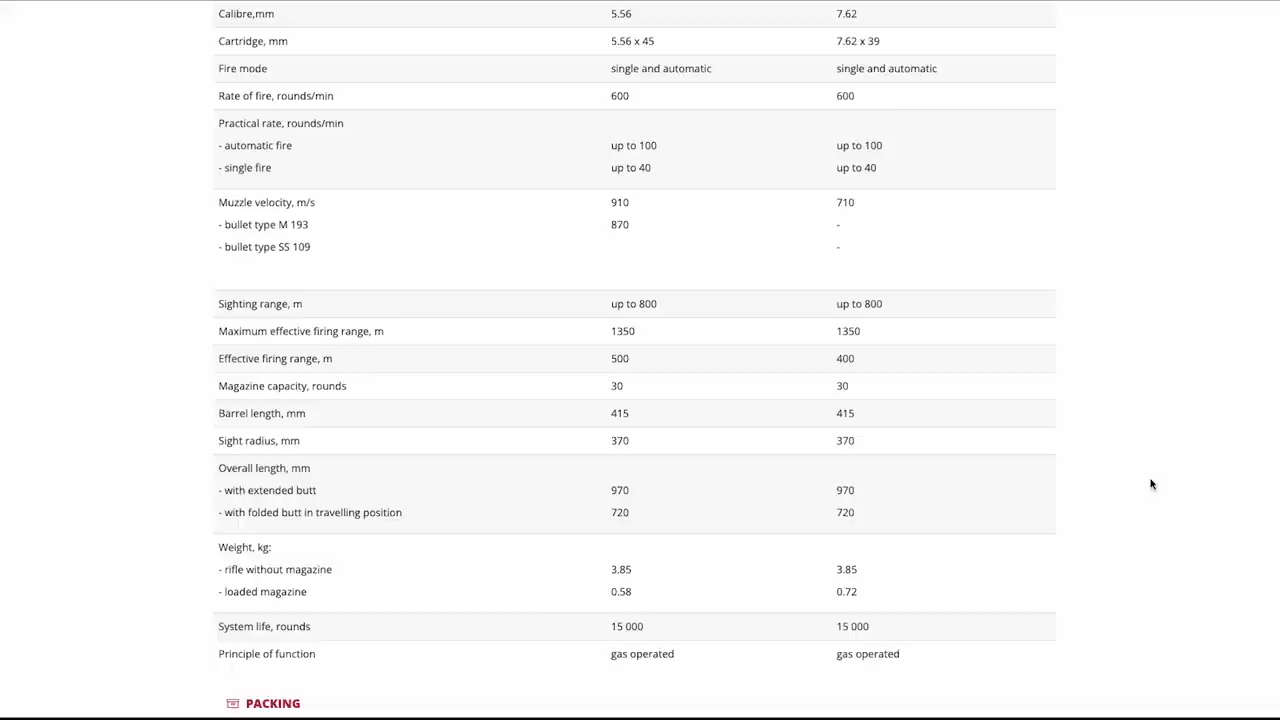 Calibre,mm 5.56 7.62
Cartridge, mm 5.56 x 45 7.62 x 39
Fire mode single and automatic single and automatic
Rate of fire, rounds/min 600 600
Practical rate, rounds/min
- automatic fire up to 100 up to 100
- single fire up to 40 up to 40
Muzzle velocity, m/s 910 710
- bullet type M 193 870 -
- bullet type SS 109 -
Sighting range, m up to 800 up to 800
Maximum effective firing range, m 1350 1350
Effective firing range, m 500 400
Magazine capacity, rounds 30 30
Barrel length, mm 415 415
Sight radius, mm 370 370
Overall length, mm
- with extended butt 970 970
- with folded butt in travelling position 720 720
Weight, kg:
- rifle without magazine 3.85 3.85
- loaded magazine 0.58 0.72
System life, rounds 15 000 15 000
Principle of function gas operated gas operated
PACKING